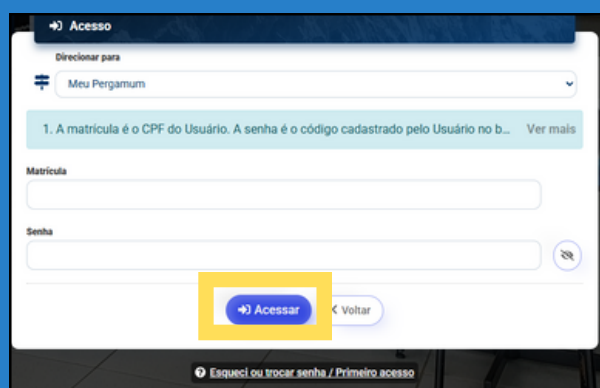 Acesso
Direcionar para
Meu Pergamum
1. A matrícula é o CPF do Usuário. A senha é o código cadastrado pelo Usuário no b... Ver mais
Matrícula
Senha
Acessar
Voltar
Esqueci ou trocar senha / Primeiro acesso